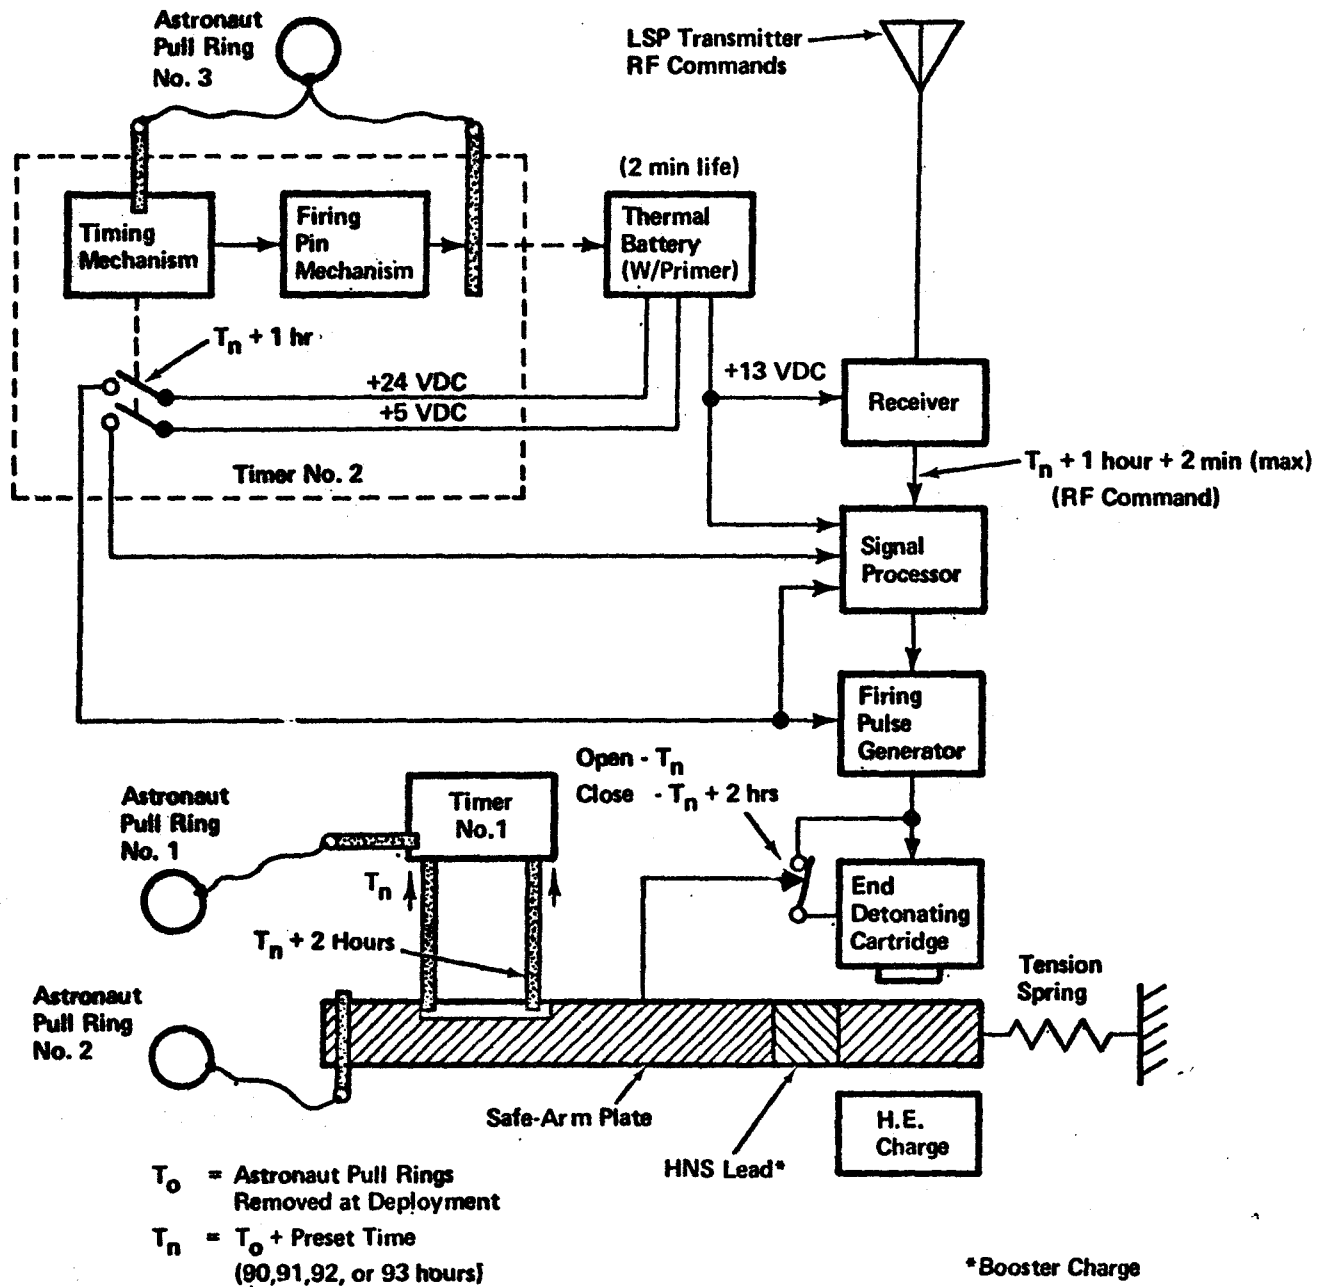 Astronaut
Pull Ring
No. 3
LSP Transmitter
RF Commands
(2 min life)
Timing
Mechanism
Firing
Pin
Mechanism
Thermal
Battery
(W/Primer)
Tn + 1 hr
+24 VDC
+5 VDC
+13 VDC
Receiver
Timer No. 2
Tn + 1 hour + 2 min (max)
(RF Command)
Signal
Processor
Firing
Pulse
Generator
Open - Tn
Close - Tn + 2 hrs
Astronaut
Pull Ring
No. 1
Timer
No.1
Tn
End
Detonating
Cartridge
Tn + 2 Hours
Tension
Spring
Astronaut
Pull Ring
No. 2
Safe-Arm Plate
HNS Lead*
H.E.
Charge
To = Astronaut Pull Rings
Removed at Deployment
Tn = To + Preset Time
(90,91,92, or 93 hours)
*Booster Charge